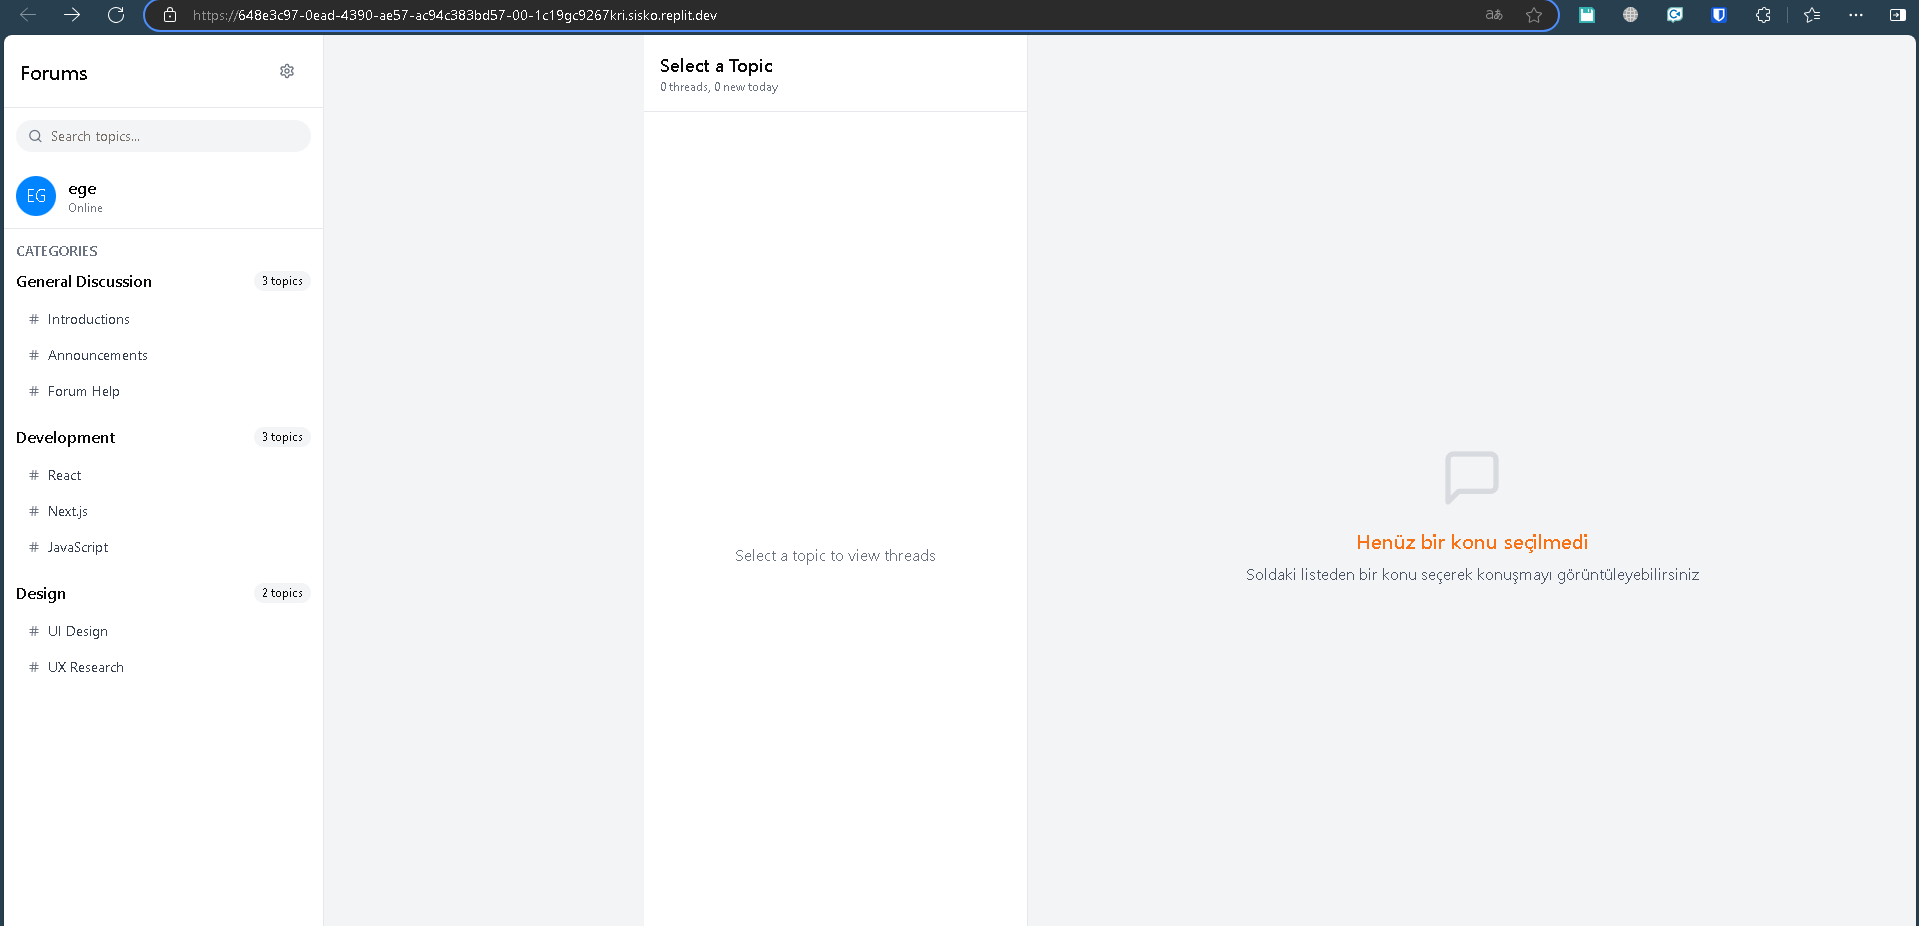 https://648e3c97-0ead-4390-ae57-ac94c383bd57-00-1c19gc9267kri.sisko.replit.dev
Forums
Search topics...
EG
ege
Online
CATEGORIES
General Discussion
3 topics
# Introductions
# Announcements
# Forum Help
Development
3 topics
# React
# Next.js
# JavaScript
Design
2 topics
# UI Design
# UX Research
Select a Topic
0 threads, 0 new today
Select a topic to view threads
Henüz bir konu seçilmedi
Soldaki listeden bir konu seçerek konuşmayı görüntüleyebilirsiniz